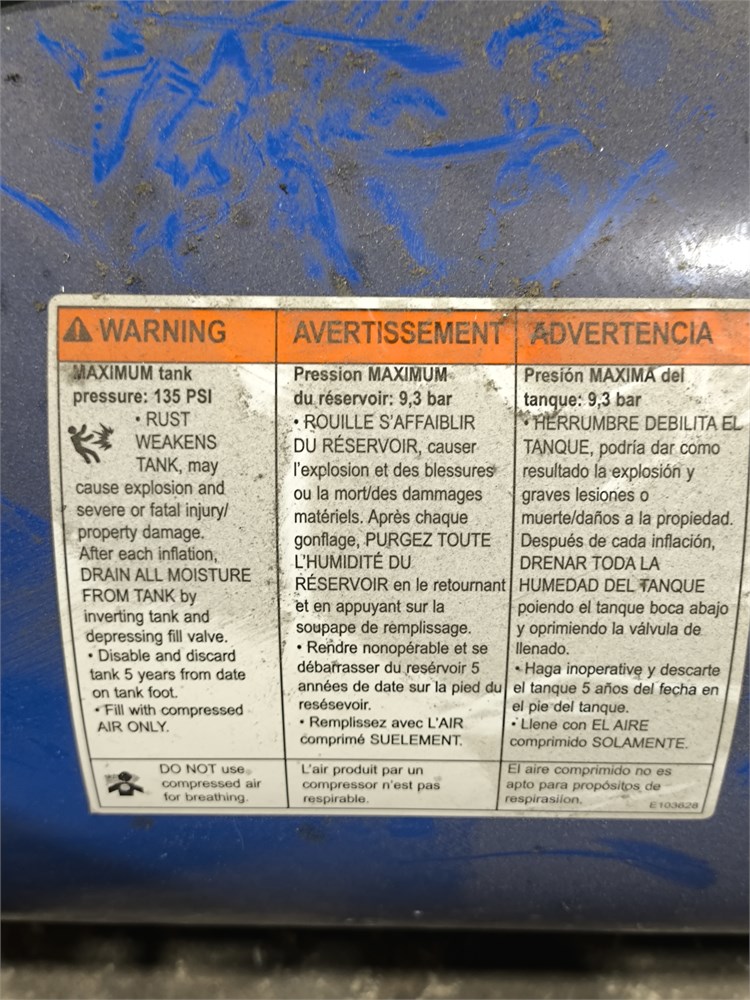 WARNING
MAXIMUM tank
pressure: 135 PSI
• RUST
WEAKENS
TANK, may
cause explosion and
severe or fatal injury/
property damage.
After each inflation,
DRAIN ALL MOISTURE
FROM TANK by
inverting tank and
depressing fill valve.
• Disable and discard
tank 5 years from date
on tank foot.
• Fill with compressed
AIR ONLY.
DO NOT use
compressed air
for breathing.
AVERTISSEMENT
Pression MAXIMUM
du réservoir: 9,3 bar
• ROUILLE S'AFFAIBLIR
DU RÉSERVOIR, causer
l'explosion et des blessures
ou la mort/des dammages
matériels. Après chaque
gonflage, PURGEZ TOUTE
L'HUMIDITÉ DU
RÉSERVOIR en le retournant
et en appuyant sur la
soupape de remplissage.
• Rendre nonopérable et se
débarrasser du resérvoir 5
années de date sur la pied du
resésevoir.
• Remplissez avec L'AIR
comprimé SUELEMENT.
L'air produit par un
compressor n'est pas
respirable.
ADVERTENCIA
Presión MAXIMA del
tanque: 9,3 bar
• HERRUMBRE DEBILITA EL
TANQUE, podría dar como
resultado la explosión y
graves lesiones o
muerte/daños a la propiedad.
Después de cada inflación,
DRENAR TODA LA
HUMEDAD DEL TANQUE
poiendo el tanque boca abajo
y oprimiendo la válvula de
llenado.
• Haga inoperative y descarte
el tanque 5 años del fecha en
el pie del tanque.
• Llene con EL AIRE
comprimido SOLAMENTE.
El aire comprimido no es
apto para propósitos de
respirasiion.
E103628